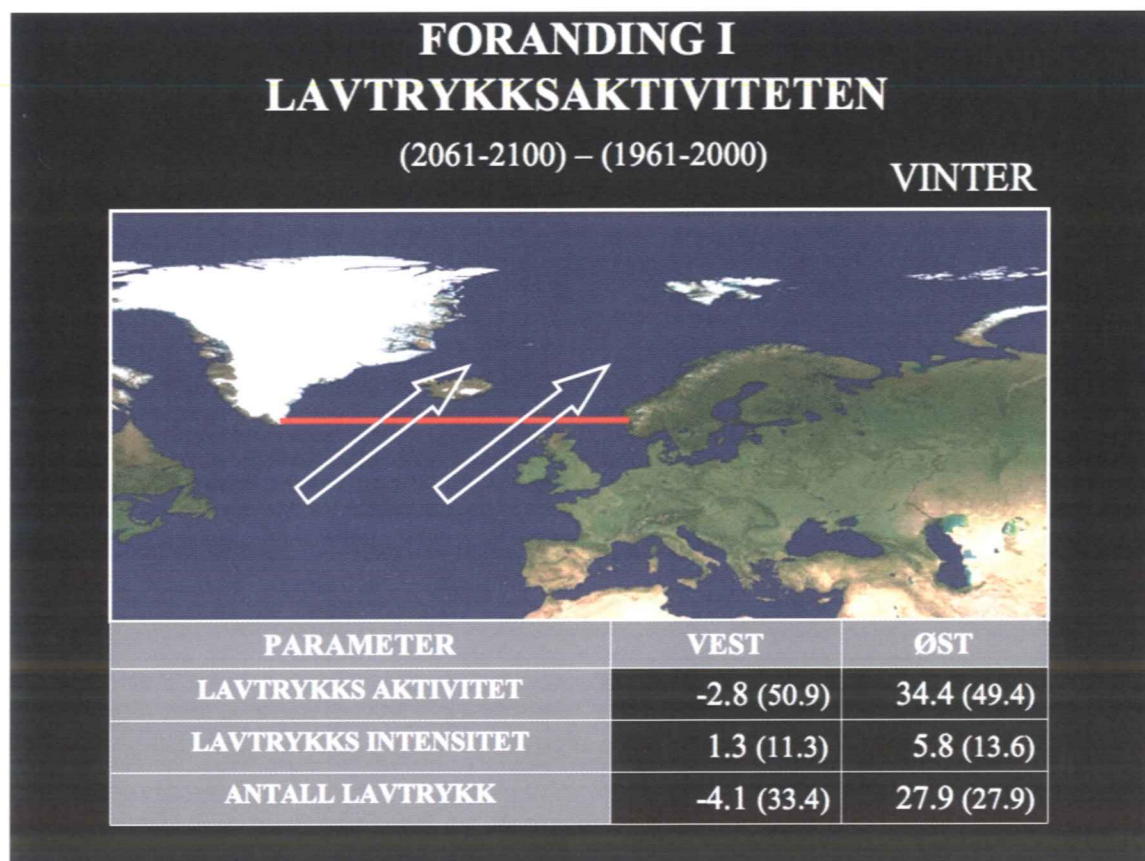 FORANDING I
LAVTRYKKSAKTIVITETEN
(2061-2100) – (1961-2000)
VINTER
PARAMETER VEST ØST
LAVTRYKKS AKTIVITET -2.8 (50.9) 34.4 (49.4)
LAVTRYKKS INTENSITET 1.3 (11.3) 5.8 (13.6)
ANTALL LAVTRYKK -4.1 (33.4) 27.9 (27.9)